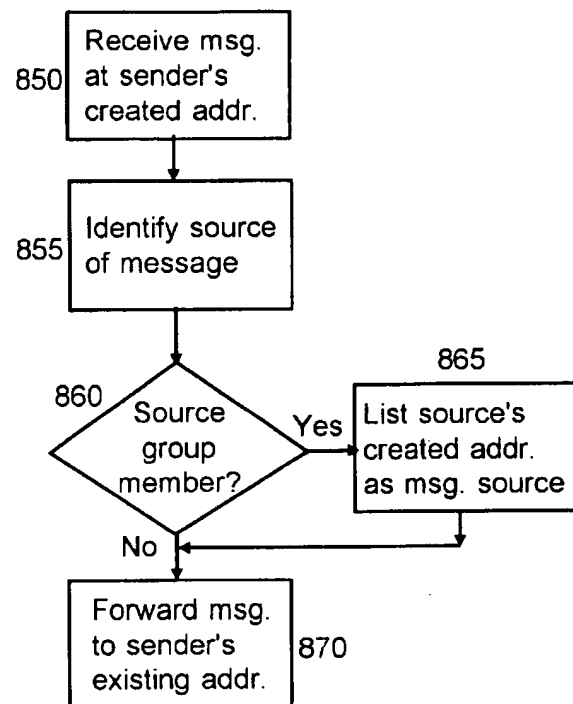 850
Receive msg.
at sender's
created addr.
855
Identify source
of message
860
Source
group
member?
Yes
865
List source's
created addr.
as msg. source
No
Forward msg.
to sender's
existing addr.
870